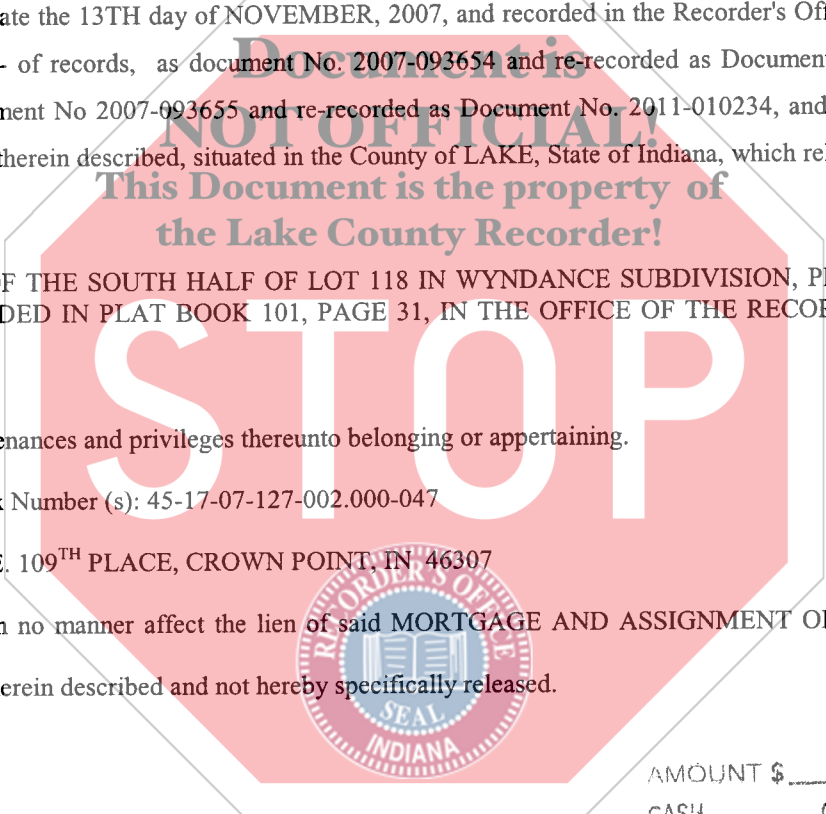 ate the 13TH day of NOVEMBER, 2007, and recorded in the Recorder's Off
Document is
- of records, as document No. 2007-093654 and re-recorded as Document
ment No 2007-093655 and re-recorded as Document No. 2011-010234, and
NOT OFFICIAL!
therein described, situated in the County of LAKE, State of Indiana, which rel
This Document is the property of
the Lake County Recorder!
F THE SOUTH HALF OF LOT 118 IN WYNDANCE SUBDIVISION, PL
DED IN PLAT BOOK 101, PAGE 31, IN THE OFFICE OF THE RECOR
STOP
enances and privileges thereunto belonging or appertaining.
Number (s): 45-17-07-127-002.000-047
E. 109TH PLACE, CROWN POINT, IN 46307
RECORDER'S OFFICE
n no manner affect the lien of said MORTGAGE AND ASSIGNMENT OF
erein described and not hereby specifically released.
SEAL
INDIANA
AMOUNT $
CASH